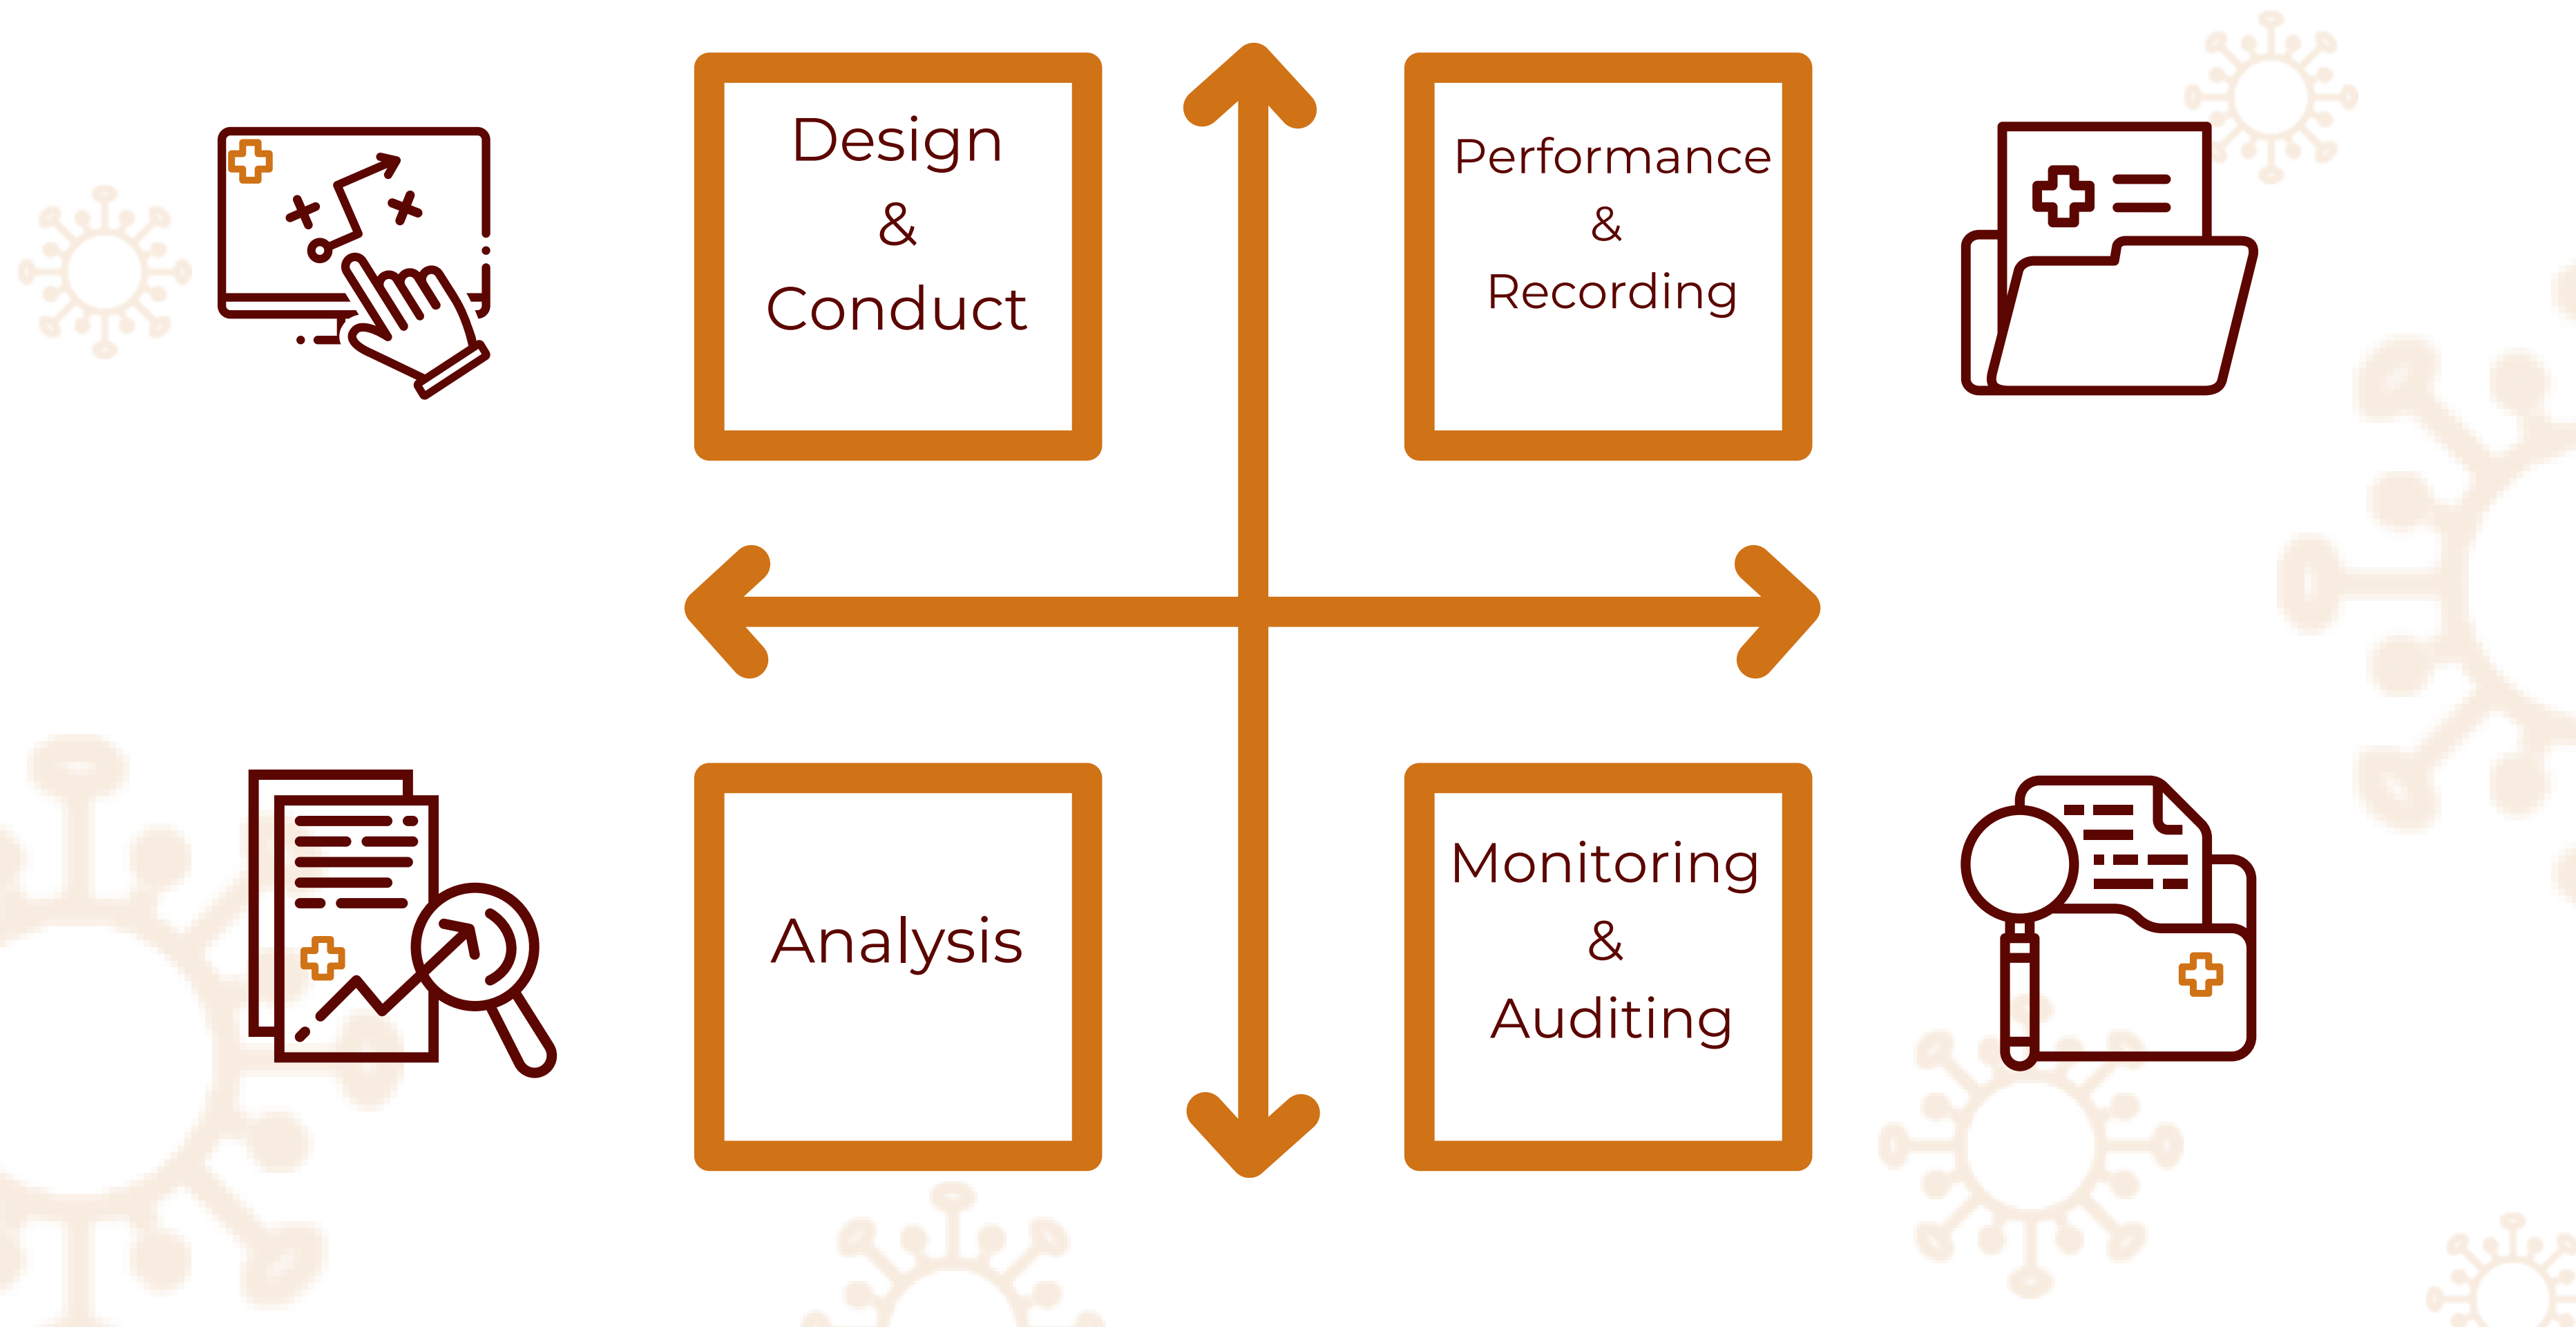 Design
&
Conduct
Performance
&
Recording
Analysis
Monitoring
&
Auditing